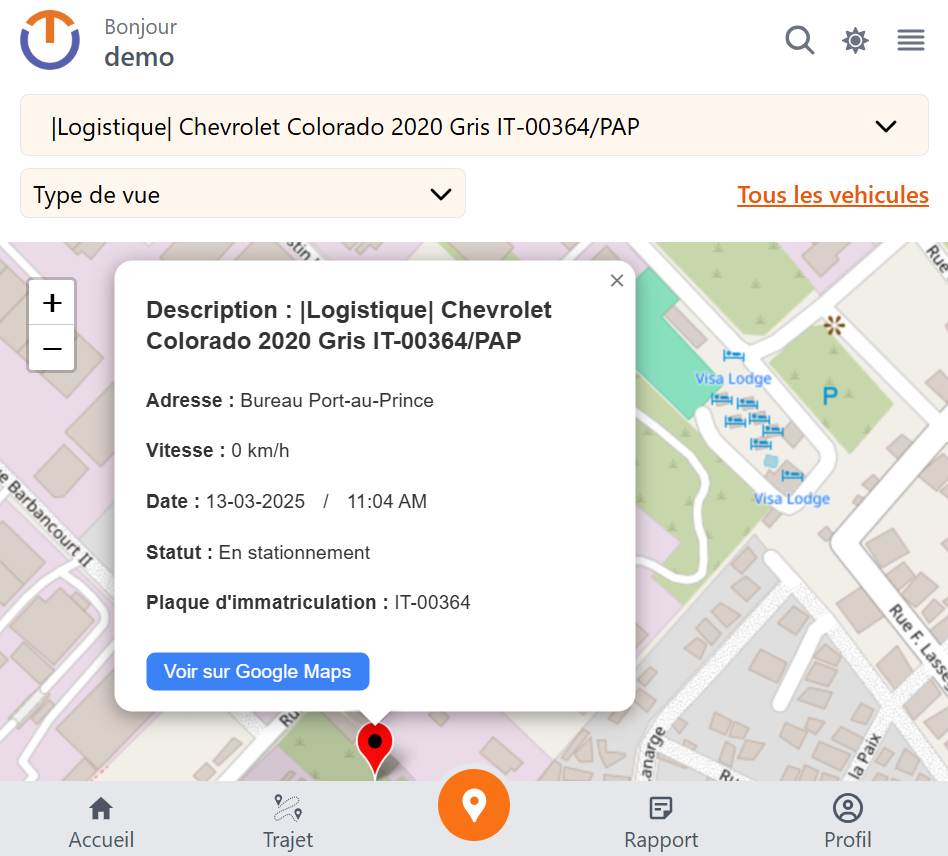 Bonjour
demo
|Logistique| Chevrolet Colorado 2020 Gris IT-00364/PAP
Type de vue
Tous les vehicules
+
−
×
Description : |Logistique| Chevrolet
Colorado 2020 Gris IT-00364/PAP
Adresse : Bureau Port-au-Prince
Vitesse : 0 km/h
Date : 13-03-2025 / 11:04 AM
Statut : En stationnement
Plaque d'immatriculation : IT-00364
Voir sur Google Maps
Visa Lodge
P
Visa Lodge
Barbancourt II
Rue F. Lasse
la Paix
Accueil
Trajet
Rapport
Profil